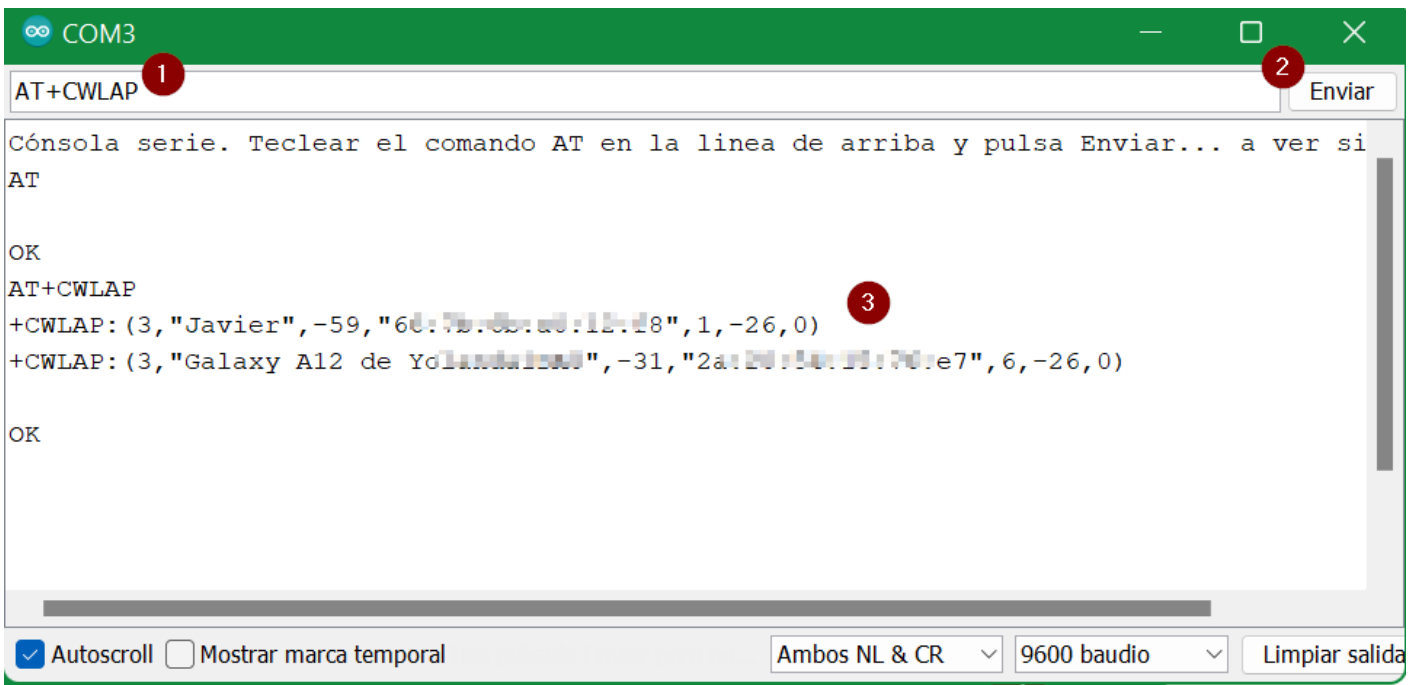 COM3
1
2
AT+CWLAP
Enviar
Cónsola serie. Teclear el comando AT en la linea de arriba y pulsa Enviar... a ver si
AT
OK
AT+CWLAP
3
+CWLAP:(3,"Javier",-59,"",1,-26,0)
+CWLAP:(3,"Galaxy A12 de ",-31,"",6,-26,0)
OK
Autoscroll
Mostrar marca temporal
Ambos NL & CR
9600 baudio
Limpiar salida